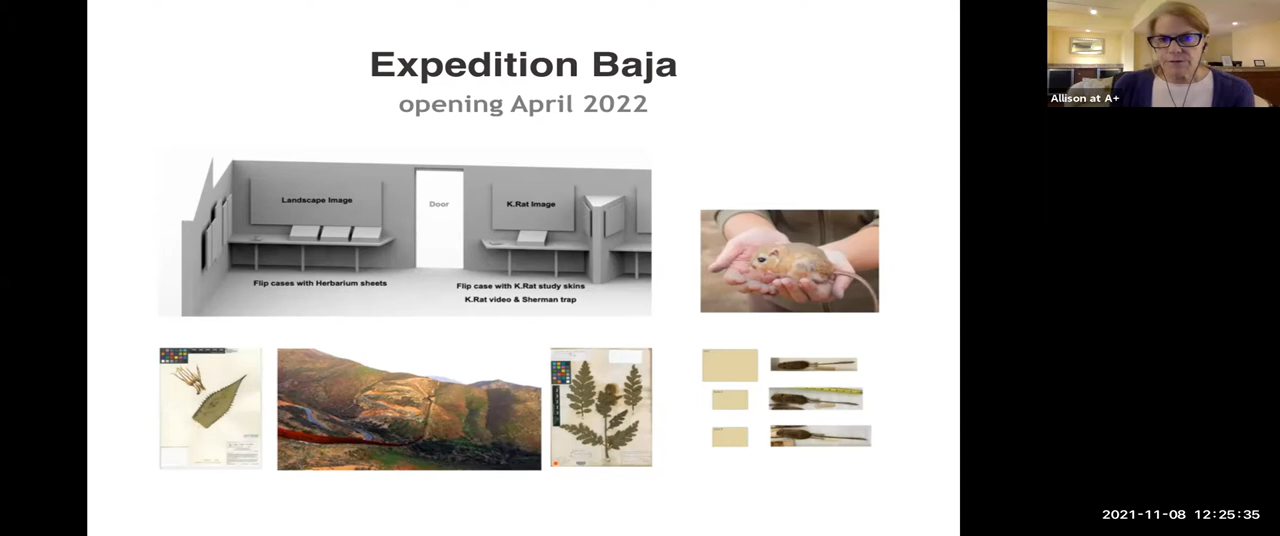 Expedition Baja
opening April 2022
Landscape Image
Door
K.Rat Image
Flip cases with Herbarium sheets
Flip case with K.Rat study skins
K.Rat video & Sherman trap
Allison at A+
2021-11-08 12:25:35